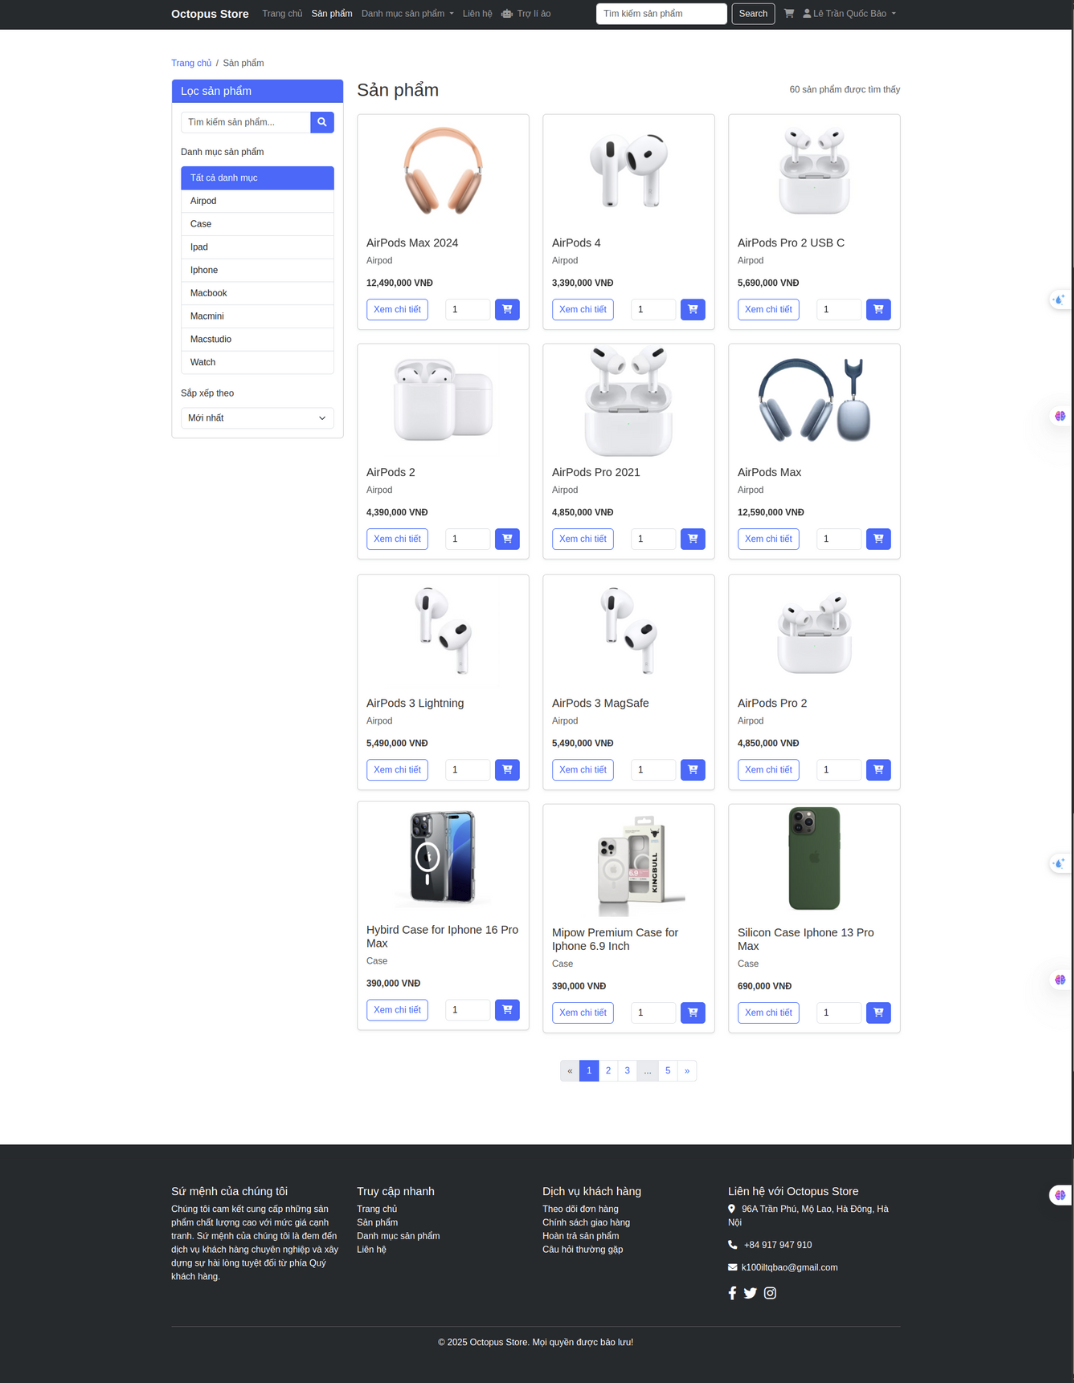 Octopus Store Trang chủ Sản phẩm Danh mục sản phẩm Liên hệ Trợ lí ảo Tìm kiếm sản phẩm Search Lê Trần Quốc Bảo
Trang chủ / Sản phẩm
Lọc sản phẩm
Tìm kiếm sản phẩm...
Danh mục sản phẩm
Tất cả danh mục
Airpod
Case
Ipad
Iphone
Macbook
Macmini
Macstudio
Watch
Sắp xếp theo
Mới nhất
Sản phẩm
60 sản phẩm được tìm thấy
AirPods Max 2024
Airpod
12,490,000 VNĐ
Xem chi tiết 1
AirPods 4
Airpod
3,390,000 VNĐ
Xem chi tiết 1
AirPods Pro 2 USB C
Airpod
5,690,000 VNĐ
Xem chi tiết 1
AirPods 2
Airpod
4,390,000 VNĐ
Xem chi tiết 1
AirPods Pro 2021
Airpod
4,850,000 VNĐ
Xem chi tiết 1
AirPods Max
Airpod
12,590,000 VNĐ
Xem chi tiết 1
AirPods 3 Lightning
Airpod
5,490,000 VNĐ
Xem chi tiết 1
AirPods 3 MagSafe
Airpod
5,490,000 VNĐ
Xem chi tiết 1
AirPods Pro 2
Airpod
4,850,000 VNĐ
Xem chi tiết 1
Hybird Case for Iphone 16 Pro
Max
Case
390,000 VNĐ
Xem chi tiết 1
KINGBULL
Mipow Premium Case for
Iphone 6.9 Inch
Case
390,000 VNĐ
Xem chi tiết 1
Silicon Case Iphone 13 Pro
Max
Case
690,000 VNĐ
Xem chi tiết 1
« 1 2 3 ... 5 »
Sứ mệnh của chúng tôi
Chúng tôi cam kết cung cấp những sản
phẩm chất lượng cao với mức giá cạnh
tranh. Sứ mệnh của chúng tôi là đem đến
dịch vụ khách hàng chuyên nghiệp và xây
dựng sự hài lòng tuyệt đối từ phía Quý
khách hàng.
Truy cập nhanh
Trang chủ
Sản phẩm
Danh mục sản phẩm
Liên hệ
Dịch vụ khách hàng
Theo dõi đơn hàng
Chính sách giao hàng
Hoàn trả sản phẩm
Câu hỏi thường gặp
Liên hệ với Octopus Store
96A Trần Phú, Mộ Lao, Hà Đông, Hà
Nội
+84 917 947 910
k100iltqbao@gmail.com
© 2025 Octopus Store. Mọi quyền được bảo lưu!